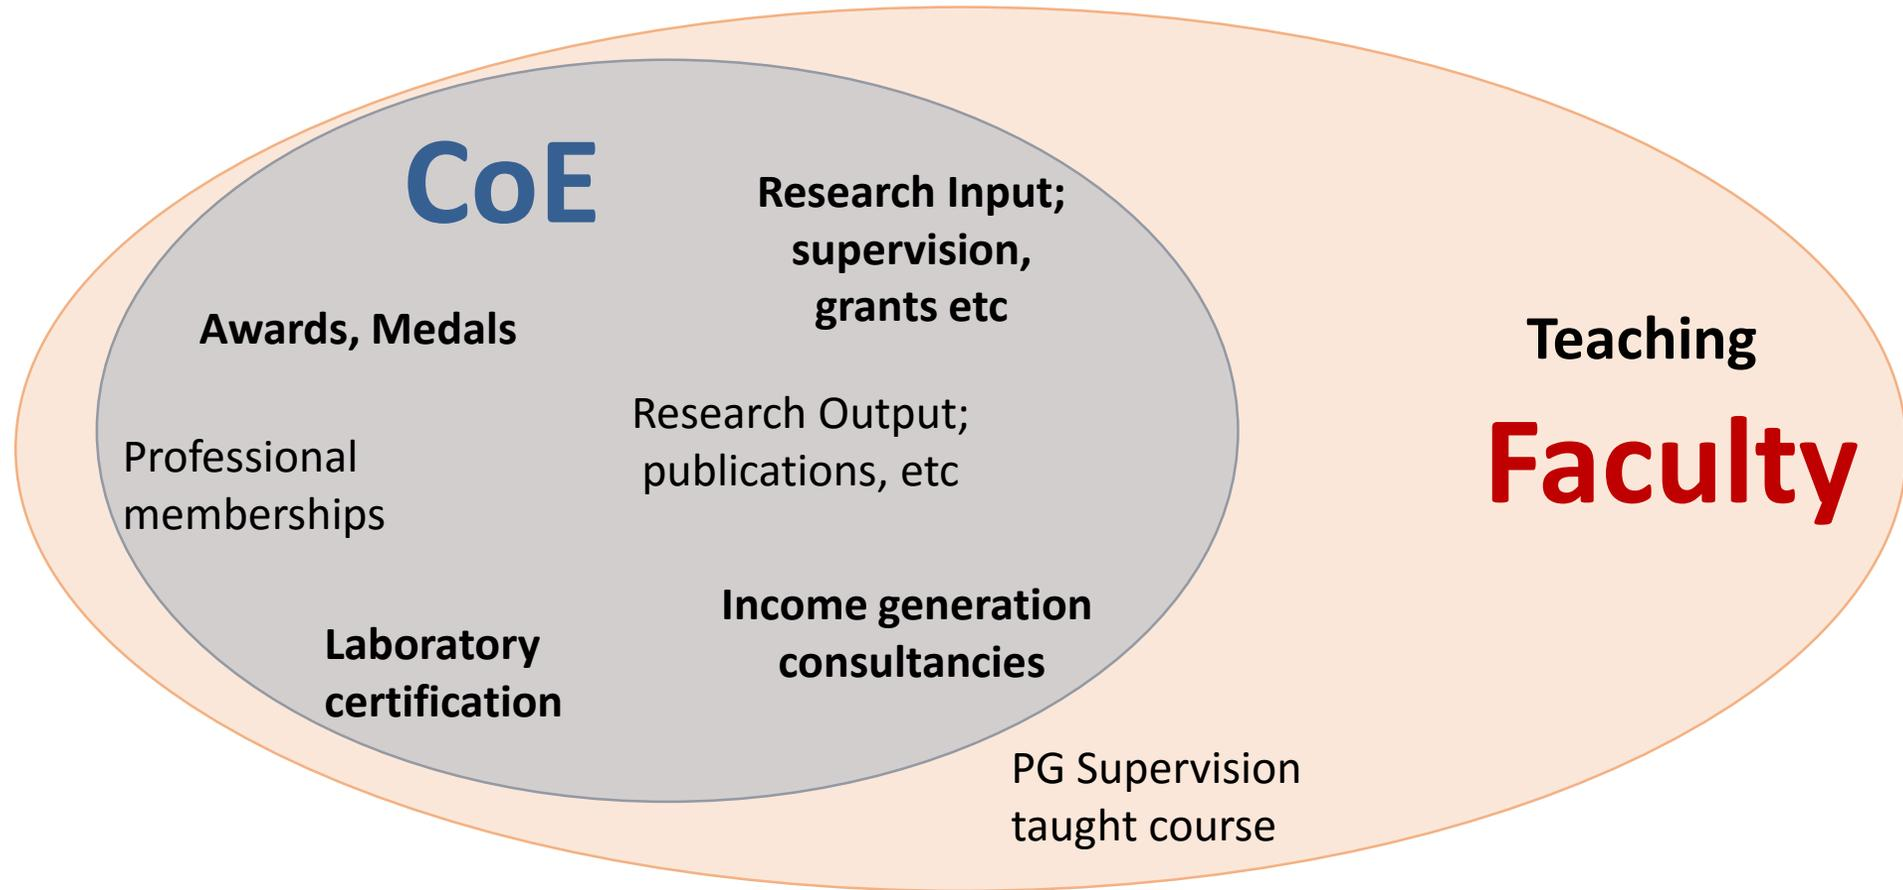 CoE
Research Input;
supervision,
grants etc
Awards, Medals
Research Output;
publications, etc
Professional
memberships
Income generation
consultancies
Laboratory
certification
Teaching
Faculty
PG Supervision
taught course